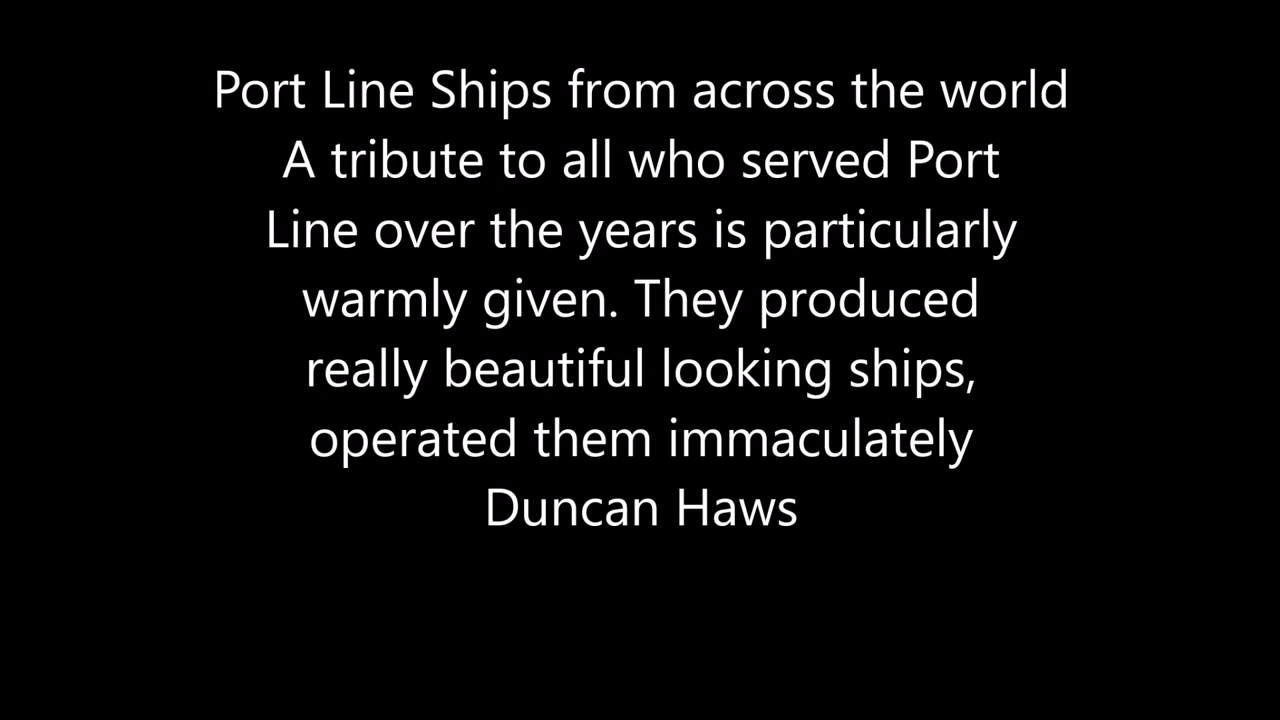 Port Line Ships from across the world
A tribute to all who served Port
Line over the years is particularly
warmly given. They produced
really beautiful looking ships,
operated them immaculately
Duncan Haws